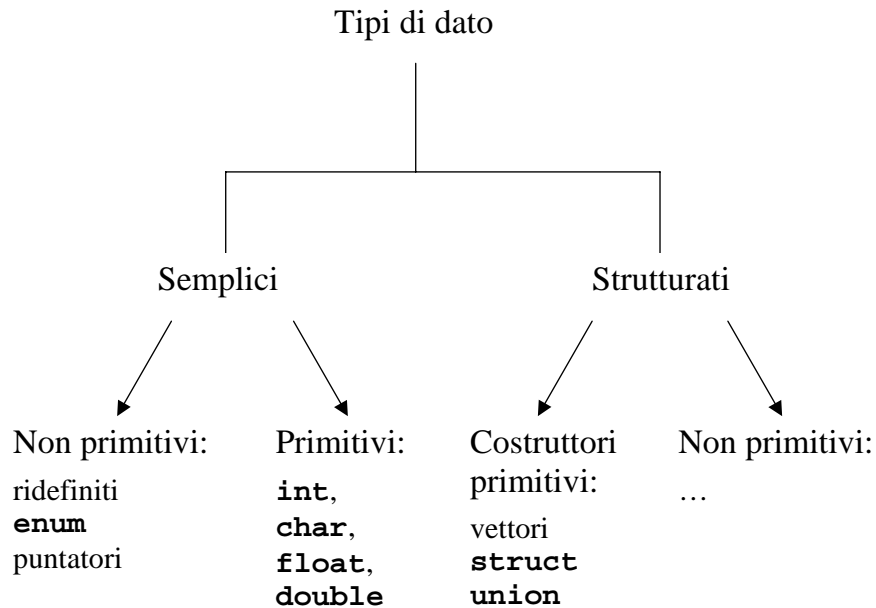 Tipi di dato
Semplici
Strutturati
Non primitivi:
ridefiniti
enum
puntatori
Primitivi:
int,
char,
float,
double
Costruttori
primitivi:
vettori
struct
union
Non primitivi:
…